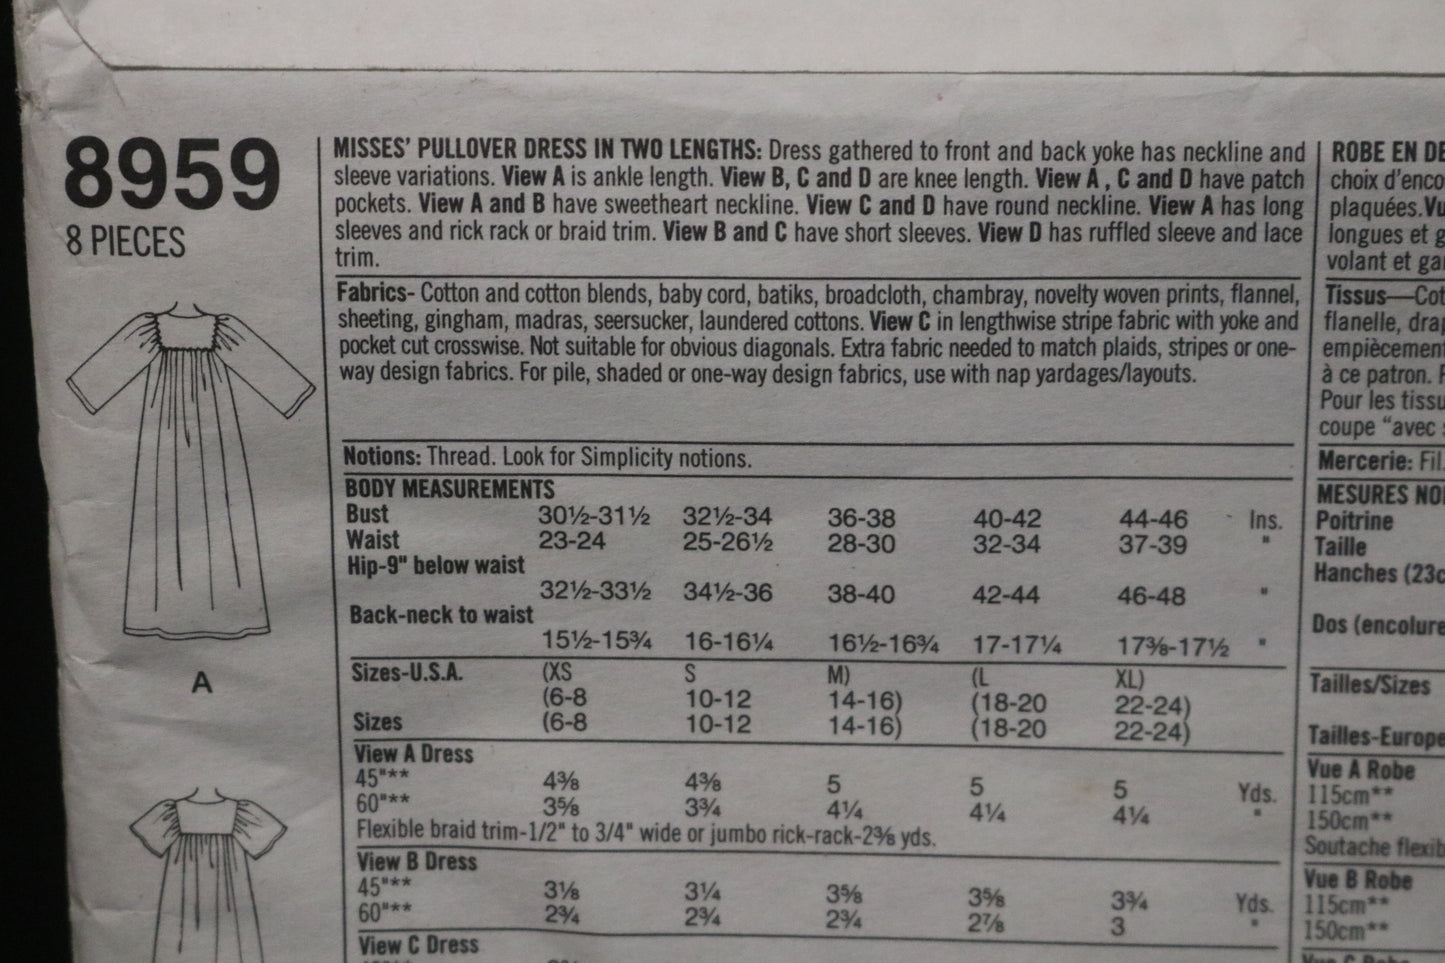 8959
8 PIECES
A
MISSES' PULLOVER DRESS IN TWO LENGTHS: Dress gathered to front and back yoke has neckline and
sleeve variations. View A is ankle length. View B, C and D are knee length. View A , C and D have patch
pockets. View A and B have sweetheart neckline. View C and D have round neckline. View A has long
sleeves and rick rack or braid trim. View B and C have short sleeves. View D has ruffled sleeve and lace
trim.
Fabrics- Cotton and cotton blends, baby cord, batiks, broadcloth, chambray, novelty woven prints, flannel,
sheeting, gingham, madras, seersucker, laundered cottons. View C in lengthwise stripe fabric with yoke and
pocket cut crosswise. Not suitable for obvious diagonals. Extra fabric needed to match plaids, stripes or one-
way design fabrics. For pile, shaded or one-way design fabrics, use with nap yardages/layouts.
Notions: Thread. Look for Simplicity notions.
BODY MEASUREMENTS
Bust 30½-31½ 32½-34 36-38 40-42 44-46 - Ins.
Waist 23-24 25-26½ 28-30 32-34 37-39 "
Hip-9" below waist
32½-33½ 34½-36 38-40 42-44 46-48 "
Back-neck to waist
15½-15¾ 16-16¼ 16½-16¾ 17-17¼ 17⅜-17½ "
Sizes-U.S.A. (XS S M) (L XL)
(6-8 10-12 14-16) (18-20 22-24)
Sizes (6-8 10-12 14-16) (18-20 22-24)
View A Dress
45"** 4⅜ 4⅜ 5 5 5 Yds.
60"** 3⅝ 3¾ 4¼ 4¼ 4¼ "
Flexible braid trim-1/2" to 3/4" wide or jumbo rick-rack-2⅜ yds.
View B Dress
45"** 3⅛ 3¼ 3⅝ 3⅝ 3¾ Yds.
60"** 2¾ 2¾ 2¾ 2⅞ 3 "
View C Dress
ROBE EN DE
choix d'enco
plaquées.Vu
longues et g
volant et ga
Tissus—Cot
flanelle, dra
empiècement
à ce patron. P
Pour les tissu
coupe "avec s
Mercerie: Fil.
MESURES NO
Poitrine
Taille
Hanches (23c
Dos (encolure
Tailles/Sizes
Tailles-Europe
Vue A Robe
115cm**
150cm**
Soutache flexib
Vue B Robe
115cm**
150cm**
Vue C Robe